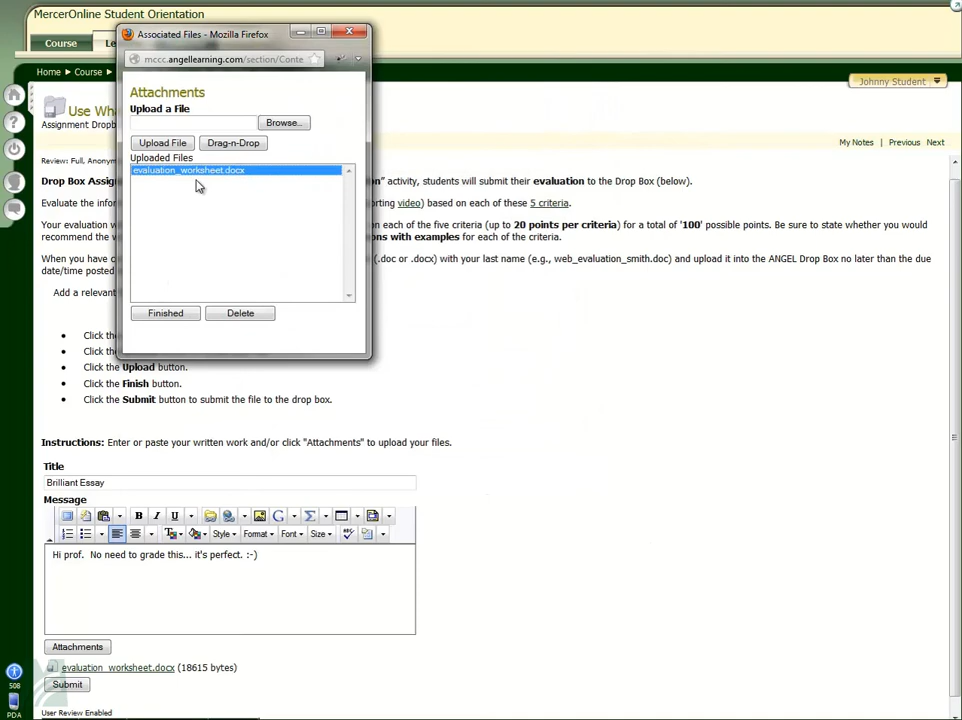 MercerOnline Student Orientation
Course
Associated Files - Mozilla Firefox
mccc.angellearning.com/section/Conte
Home Course
Johnny Student
Use Wha
Assignment Dropb
My Notes | Previous Next
Review: Full, Anonym
Attachments
Upload a File
Browse...
Upload File Drag-n-Drop
Uploaded Files
evaluation_worksheet.docx
Finished Delete
Drop Box Assig
" activity, students will submit their evaluation to the Drop Box (below).
Evaluate the infor
orting video) based on each of these 5 criteria.
Your evaluation w
on each of the five criteria (up to 20 points per criteria) for a total of '100' possible points. Be sure to state whether you would
recommend the v
ons with examples for each of the criteria.
When you have c
(.doc or .docx) with your last name (e.g., web_evaluation_smith.doc) and upload it into the ANGEL Drop Box no later than the due
date/time posted
Add a relevant
Click the
Click the
Click the Upload button.
Click the Finish button.
Click the Submit button to submit the file to the drop box.
Instructions: Enter or paste your written work and/or click "Attachments" to upload your files.
Title
Brilliant Essay
Message
B I U
Style Format Font Size
Hi prof. No need to grade this... it's perfect. :-)
Attachments
evaluation_worksheet.docx (18615 bytes)
Submit
User Review Enabled
508
PDA